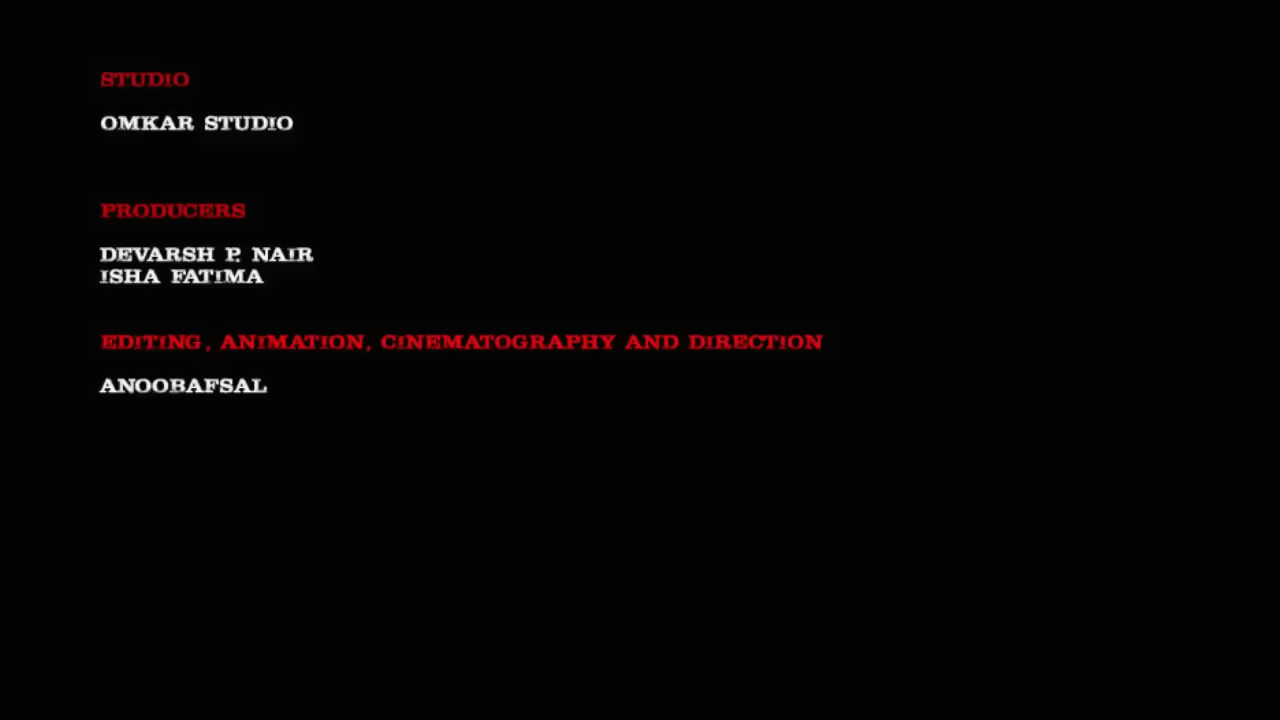 STUDIO
OMKAR STUDIO
PRODUCERS
DEVARSH P. NAIR
ISHA FATIMA
EDITING, ANIMATION, CINEMATOGRAPHY AND DIRECTION
ANOOBAFSAL